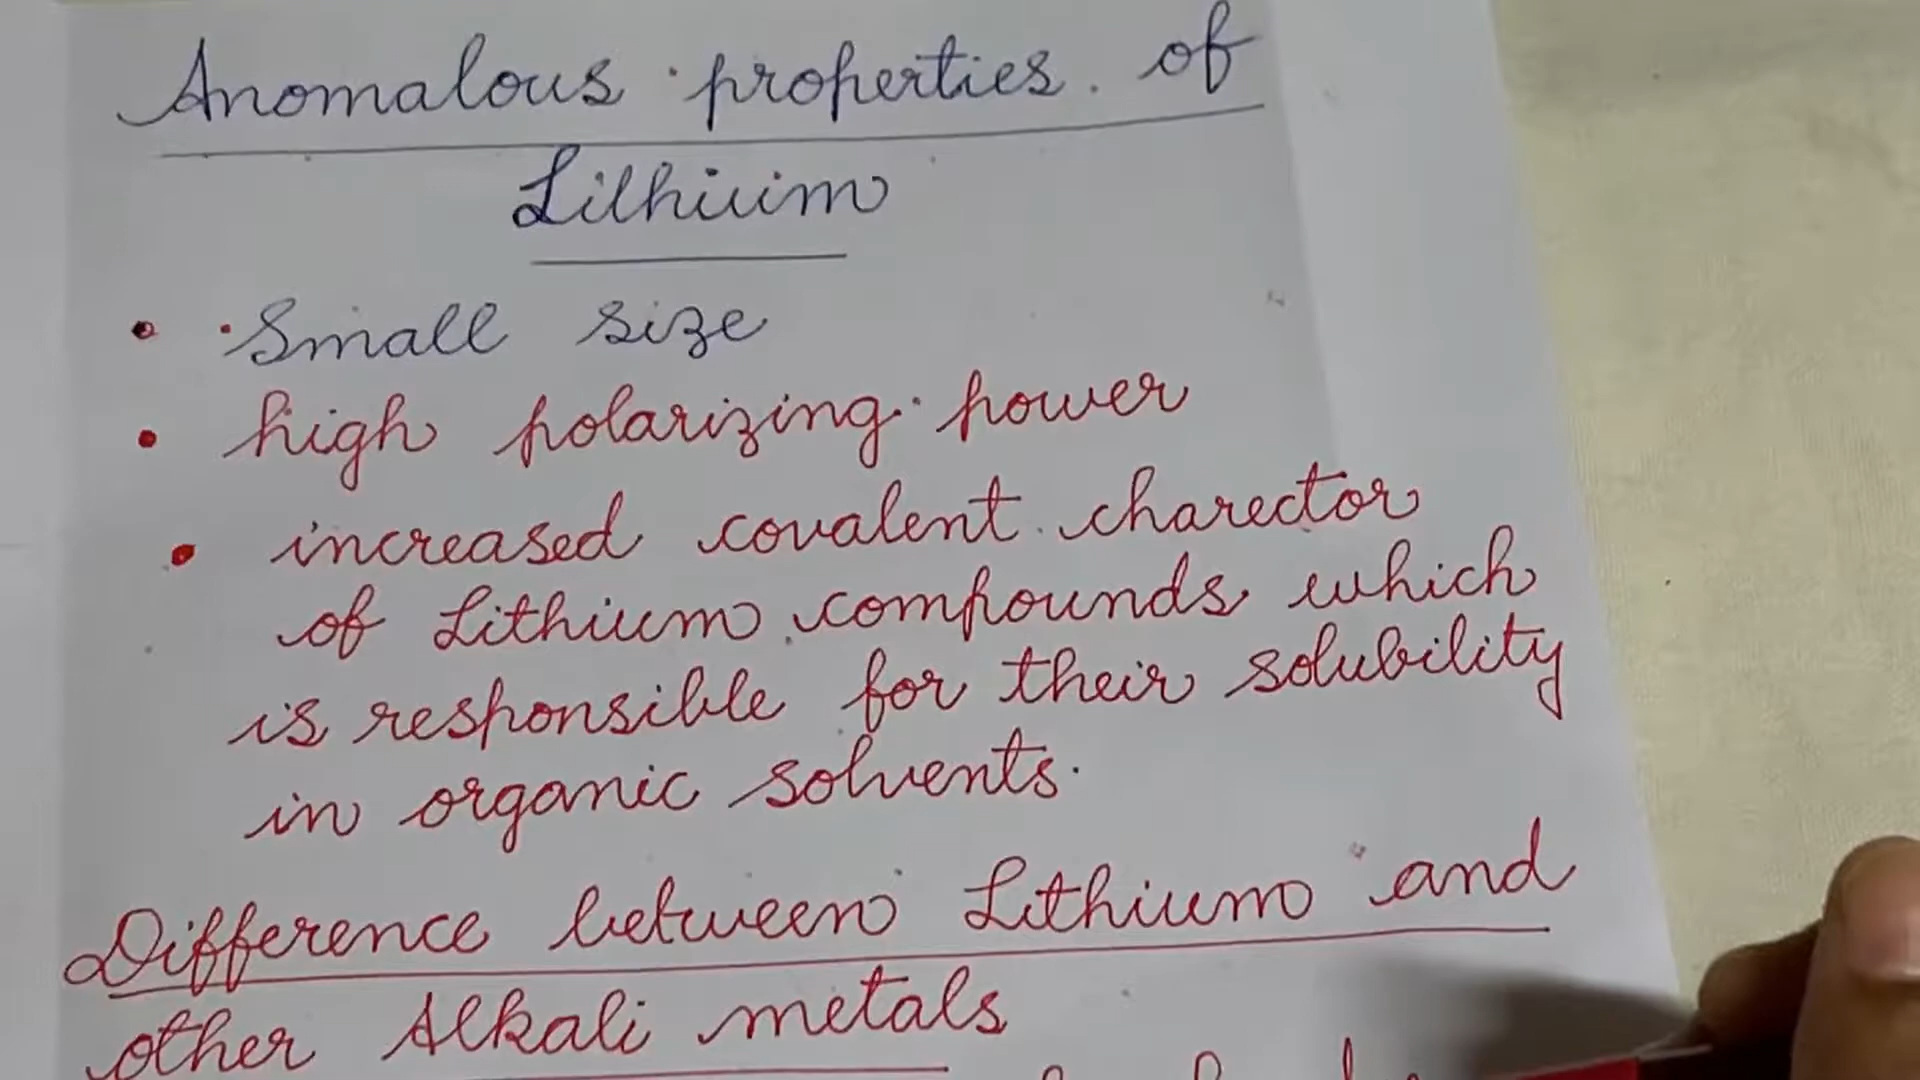 Anomalous properties of
Lithium
• Small size
• high polarizing power
• increased covalent charector
of Lithium compounds which
is responsible for their solubility
in organic solvents.
Difference between Lithium and
other Alkali metals